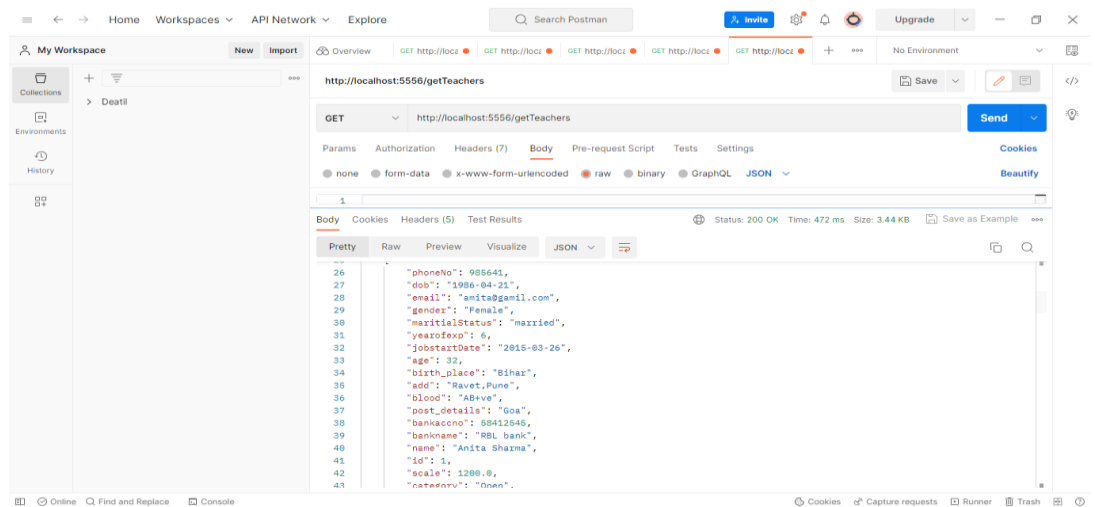 Home Workspaces API Network Explore Search Postman Invite Upgrade
My Workspace New Import Overview GET http://loca GET http://loca GET http://loca GET http://loca GET http://loca No Environment
Collections
Environments
History
Deatil
http://localhost:5556/getTeachers Save
GET http://localhost:5556/getTeachers Send
Params Authorization Headers (7) Body Pre-request Script Tests Settings Cookies
none form-data x-www-form-urlencoded raw binary GraphQL JSON Beautify
1
Body Cookies Headers (5) Test Results Status: 200 OK Time: 472 ms Size: 3.44 KB Save as Example
Pretty Raw Preview Visualize JSON
26 "phoneNo": 985641,
27 "dob": "1986-04-21",
28 "email": "amita@gamil.com",
29 "gender": "Female",
30 "maritialStatus": "married",
31 "yearofexp": 6,
32 "jobstartDate": "2015-03-26",
33 "age": 32,
34 "birth_place": "Bihar",
35 "add": "Ravet,Pune",
36 "blood": "AB+ve",
37 "post_details": "Goa",
38 "bankaccno": 58412545,
39 "bankname": "RBL bank",
40 "name": "Anita Sharma",
41 "id": 1,
42 "scale": 1200.0,
43 "category": "Open",
Online Find and Replace Console Cookies Capture requests Runner Trash